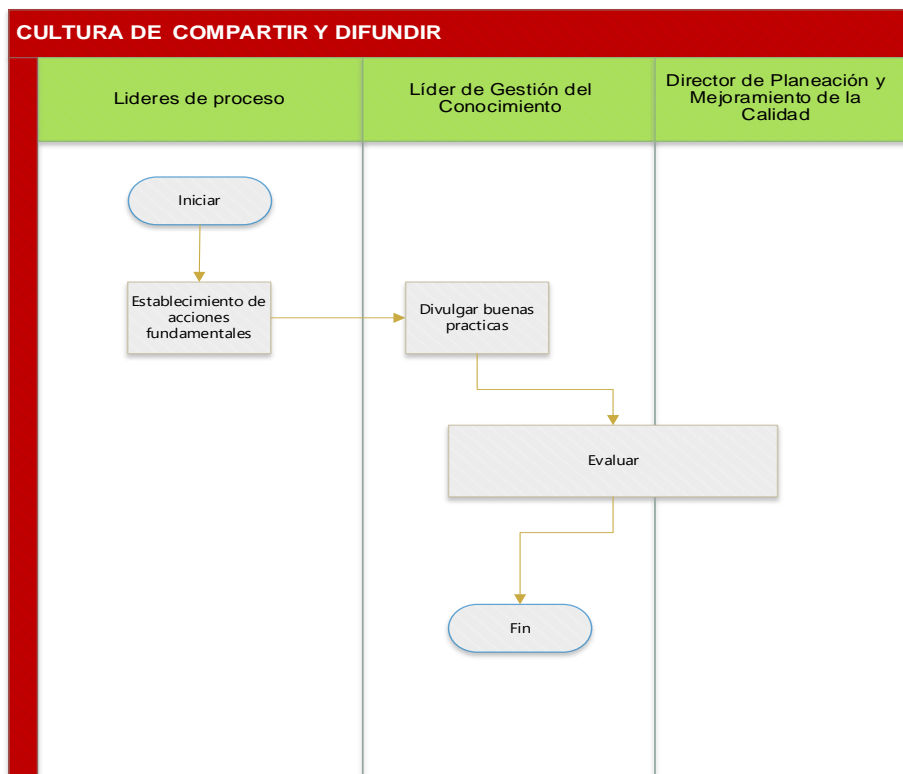 CULTURA DE COMPARTIR Y DIFUNDIR
Lideres de proceso
Líder de Gestión del
Conocimiento
Director de Planeación y
Mejoramiento de la
Calidad
Iniciar
Establecimiento de
acciones
fundamentales
Divulgar buenas
practicas
Evaluar
Fin